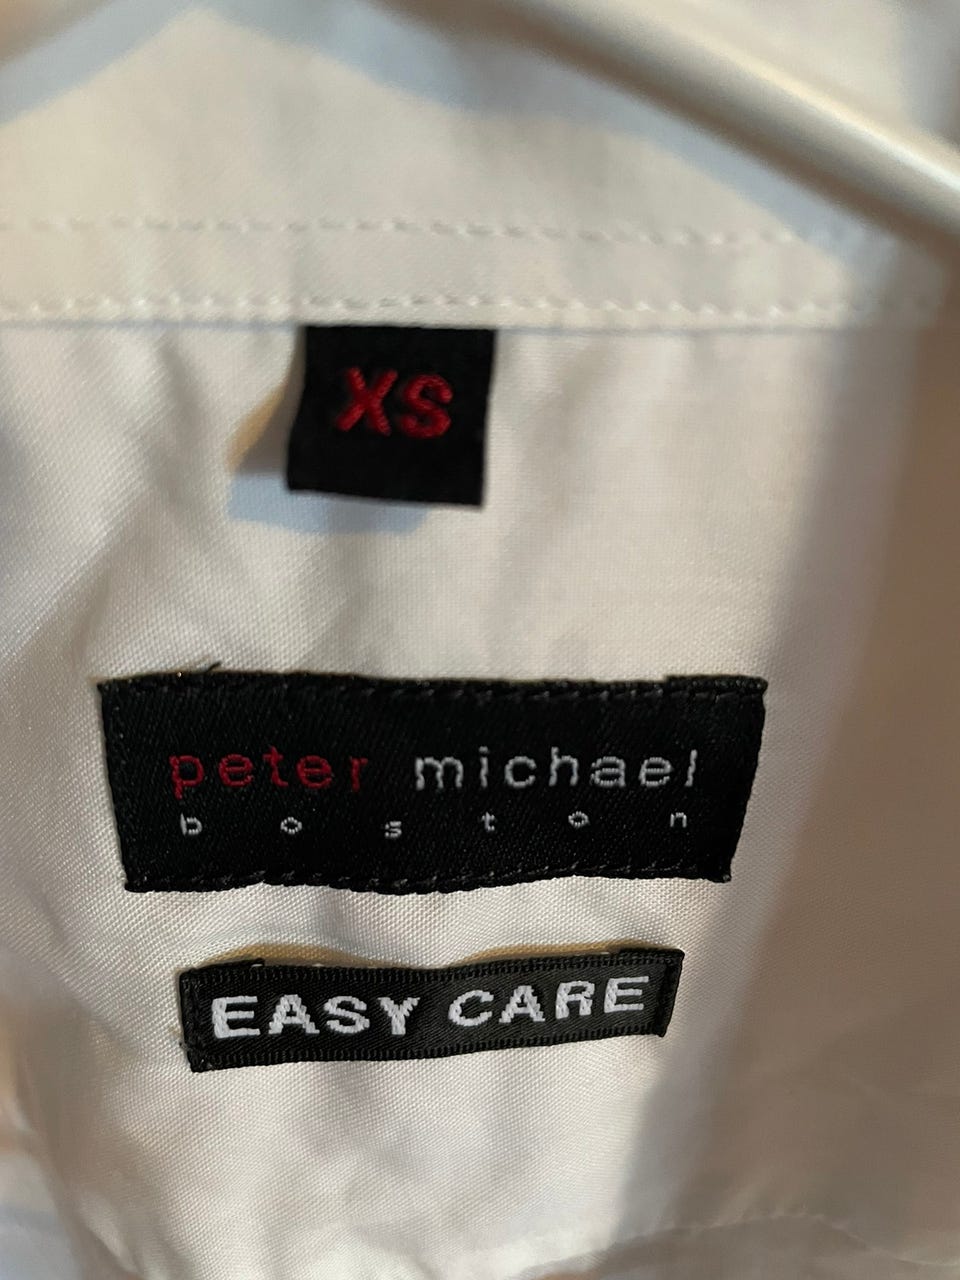 XS
peter michael
boston
EASY CARE